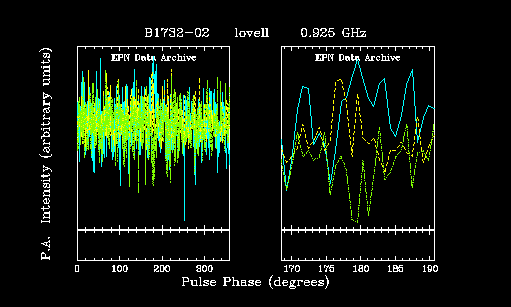 B1732-02 lovell 0.925 GHz
EPN Data Archive EPN Data Archive
P.A. Intensity (arbitrary units)
0 100 200 300 170 175 180 185 190
Pulse Phase (degrees)